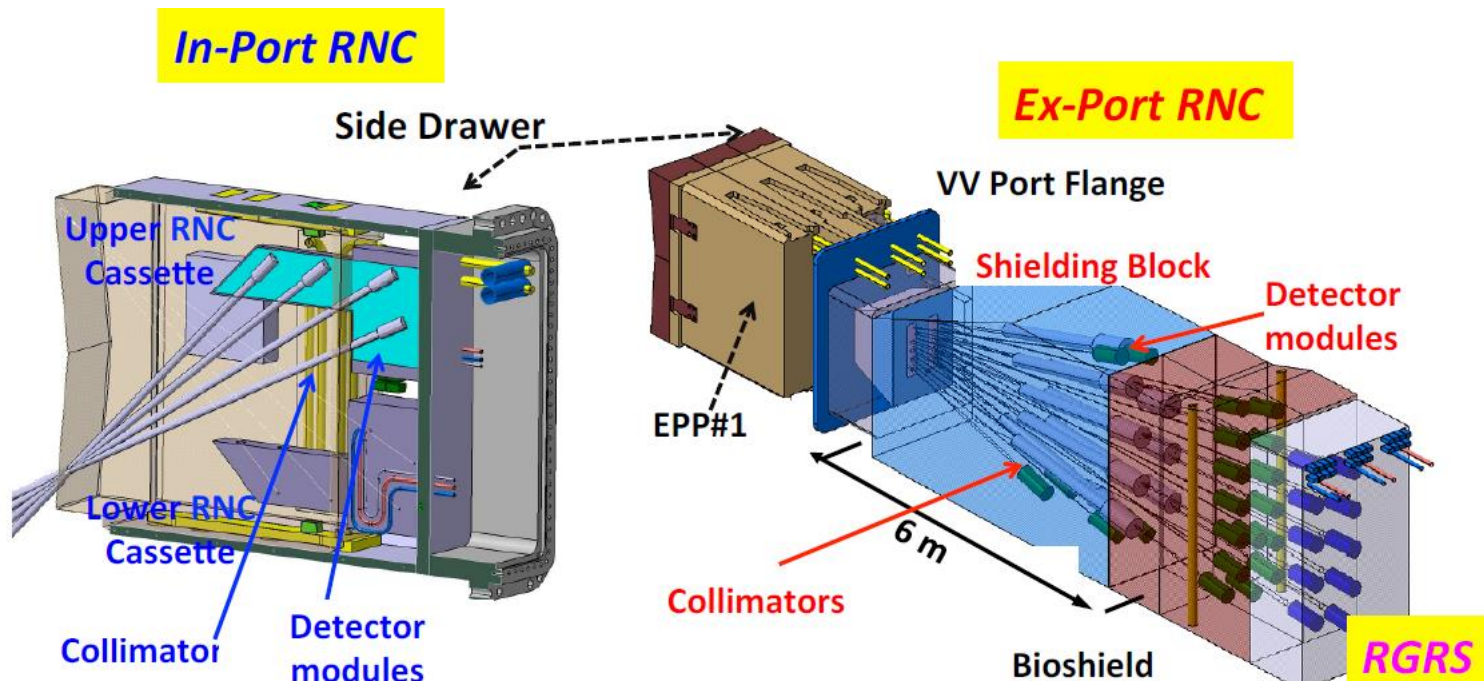 In-Port RNC
Ex-Port RNC
Side Drawer
VV Port Flange
Upper RNC
Cassette
Shielding Block
Detector
modules
EPP#1
Lower RNC
Cassette
6 m
Collimators
Collimator
Detector
modules
Bioshield
RGRS